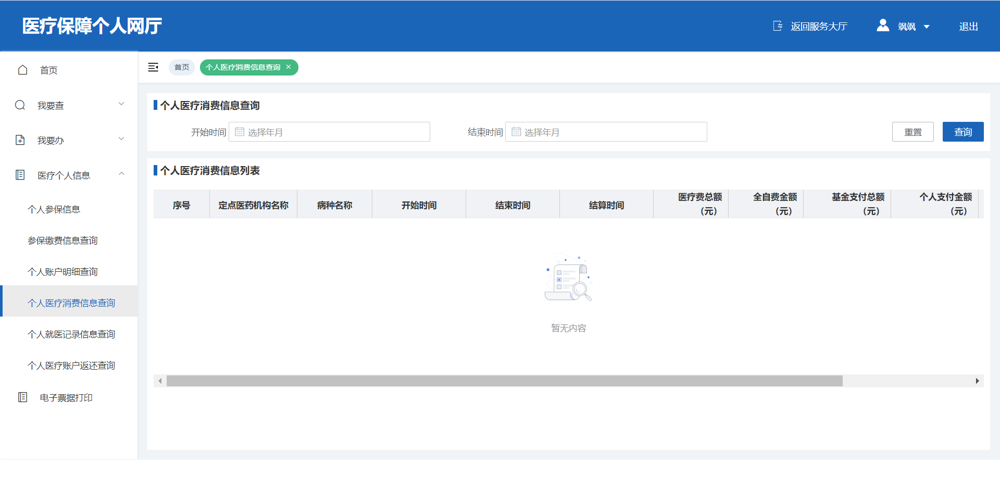 医疗保障个人网厅
返回服务大厅
飒飒
退出
首页
我要查
我要办
医疗个人信息
个人参保信息
参保缴费信息查询
个人账户明细查询
个人医疗消费信息查询
个人就医记录信息查询
个人医疗账户返还查询
电子票据打印
首页
个人医疗消费信息查询
个人医疗消费信息查询
开始时间 选择年月
结束时间 选择年月
重置
查询
个人医疗消费信息列表
序号
定点医药机构名称
病种名称
开始时间
结束时间
结算时间
医疗费总额
（元）
全自费金额
（元）
基金支付总额
（元）
个人支付金额
（元）
暂无内容